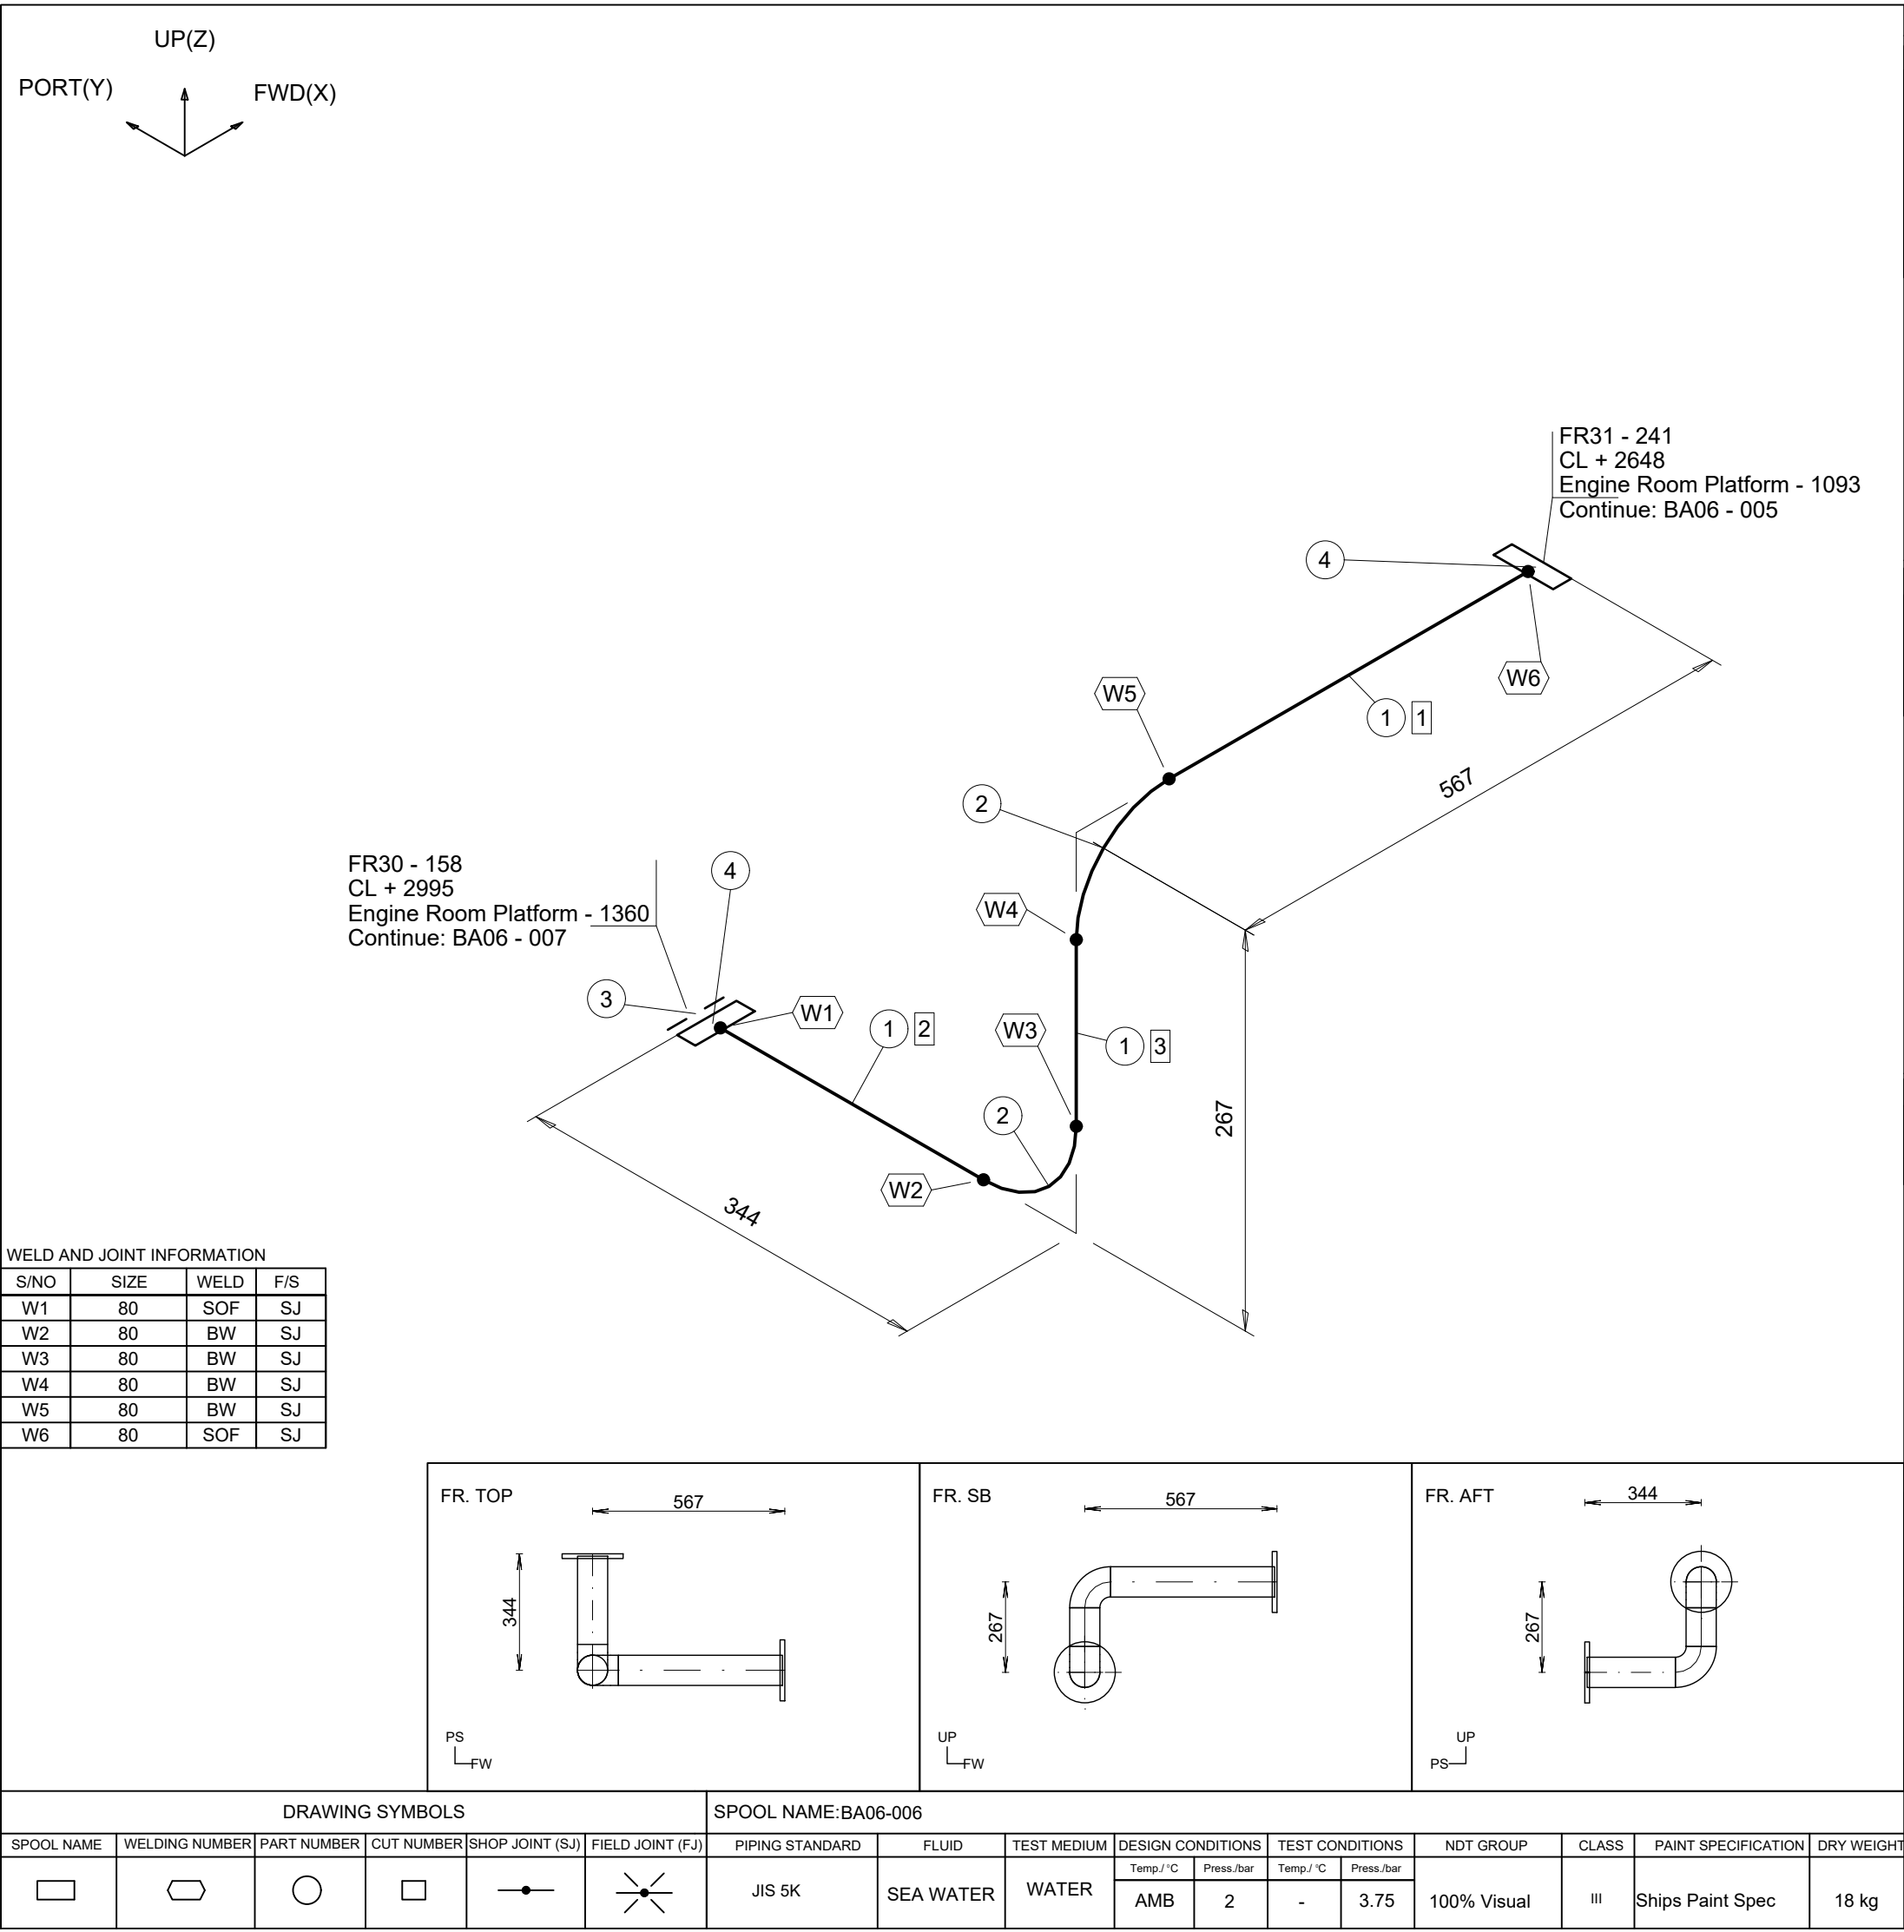 UP(Z)
PORT(Y)
FWD(X)
FR31 - 241
CL + 2648
Engine Room Platform - 1093
Continue: BA06 - 005
4
W6
W5
1 1
567
2
FR30 - 158
CL + 2995
Engine Room Platform - 1360
Continue: BA06 - 007
4
W4
3
W1
1 2
W3
1 3
267
2
W2
344
WELD AND JOINT INFORMATION
S/NO SIZE WELD F/S
W1 80 SOF SJ
W2 80 BW SJ
W3 80 BW SJ
W4 80 BW SJ
W5 80 BW SJ
W6 80 SOF SJ
FR. TOP
567
344
PS
FW
FR. SB
567
267
UP
FW
FR. AFT
344
267
UP
PS
DRAWING SYMBOLS
SPOOL NAME:BA06-006
SPOOL NAME WELDING NUMBER PART NUMBER CUT NUMBER SHOP JOINT (SJ) FIELD JOINT (FJ) PIPING STANDARD FLUID TEST MEDIUM DESIGN CONDITIONS TEST CONDITIONS NDT GROUP CLASS PAINT SPECIFICATION DRY WEIGHT
Temp./ °C Press./bar Temp./ °C Press./bar
JIS 5K SEA WATER WATER AMB 2 - 3.75 100% Visual III Ships Paint Spec 18 kg